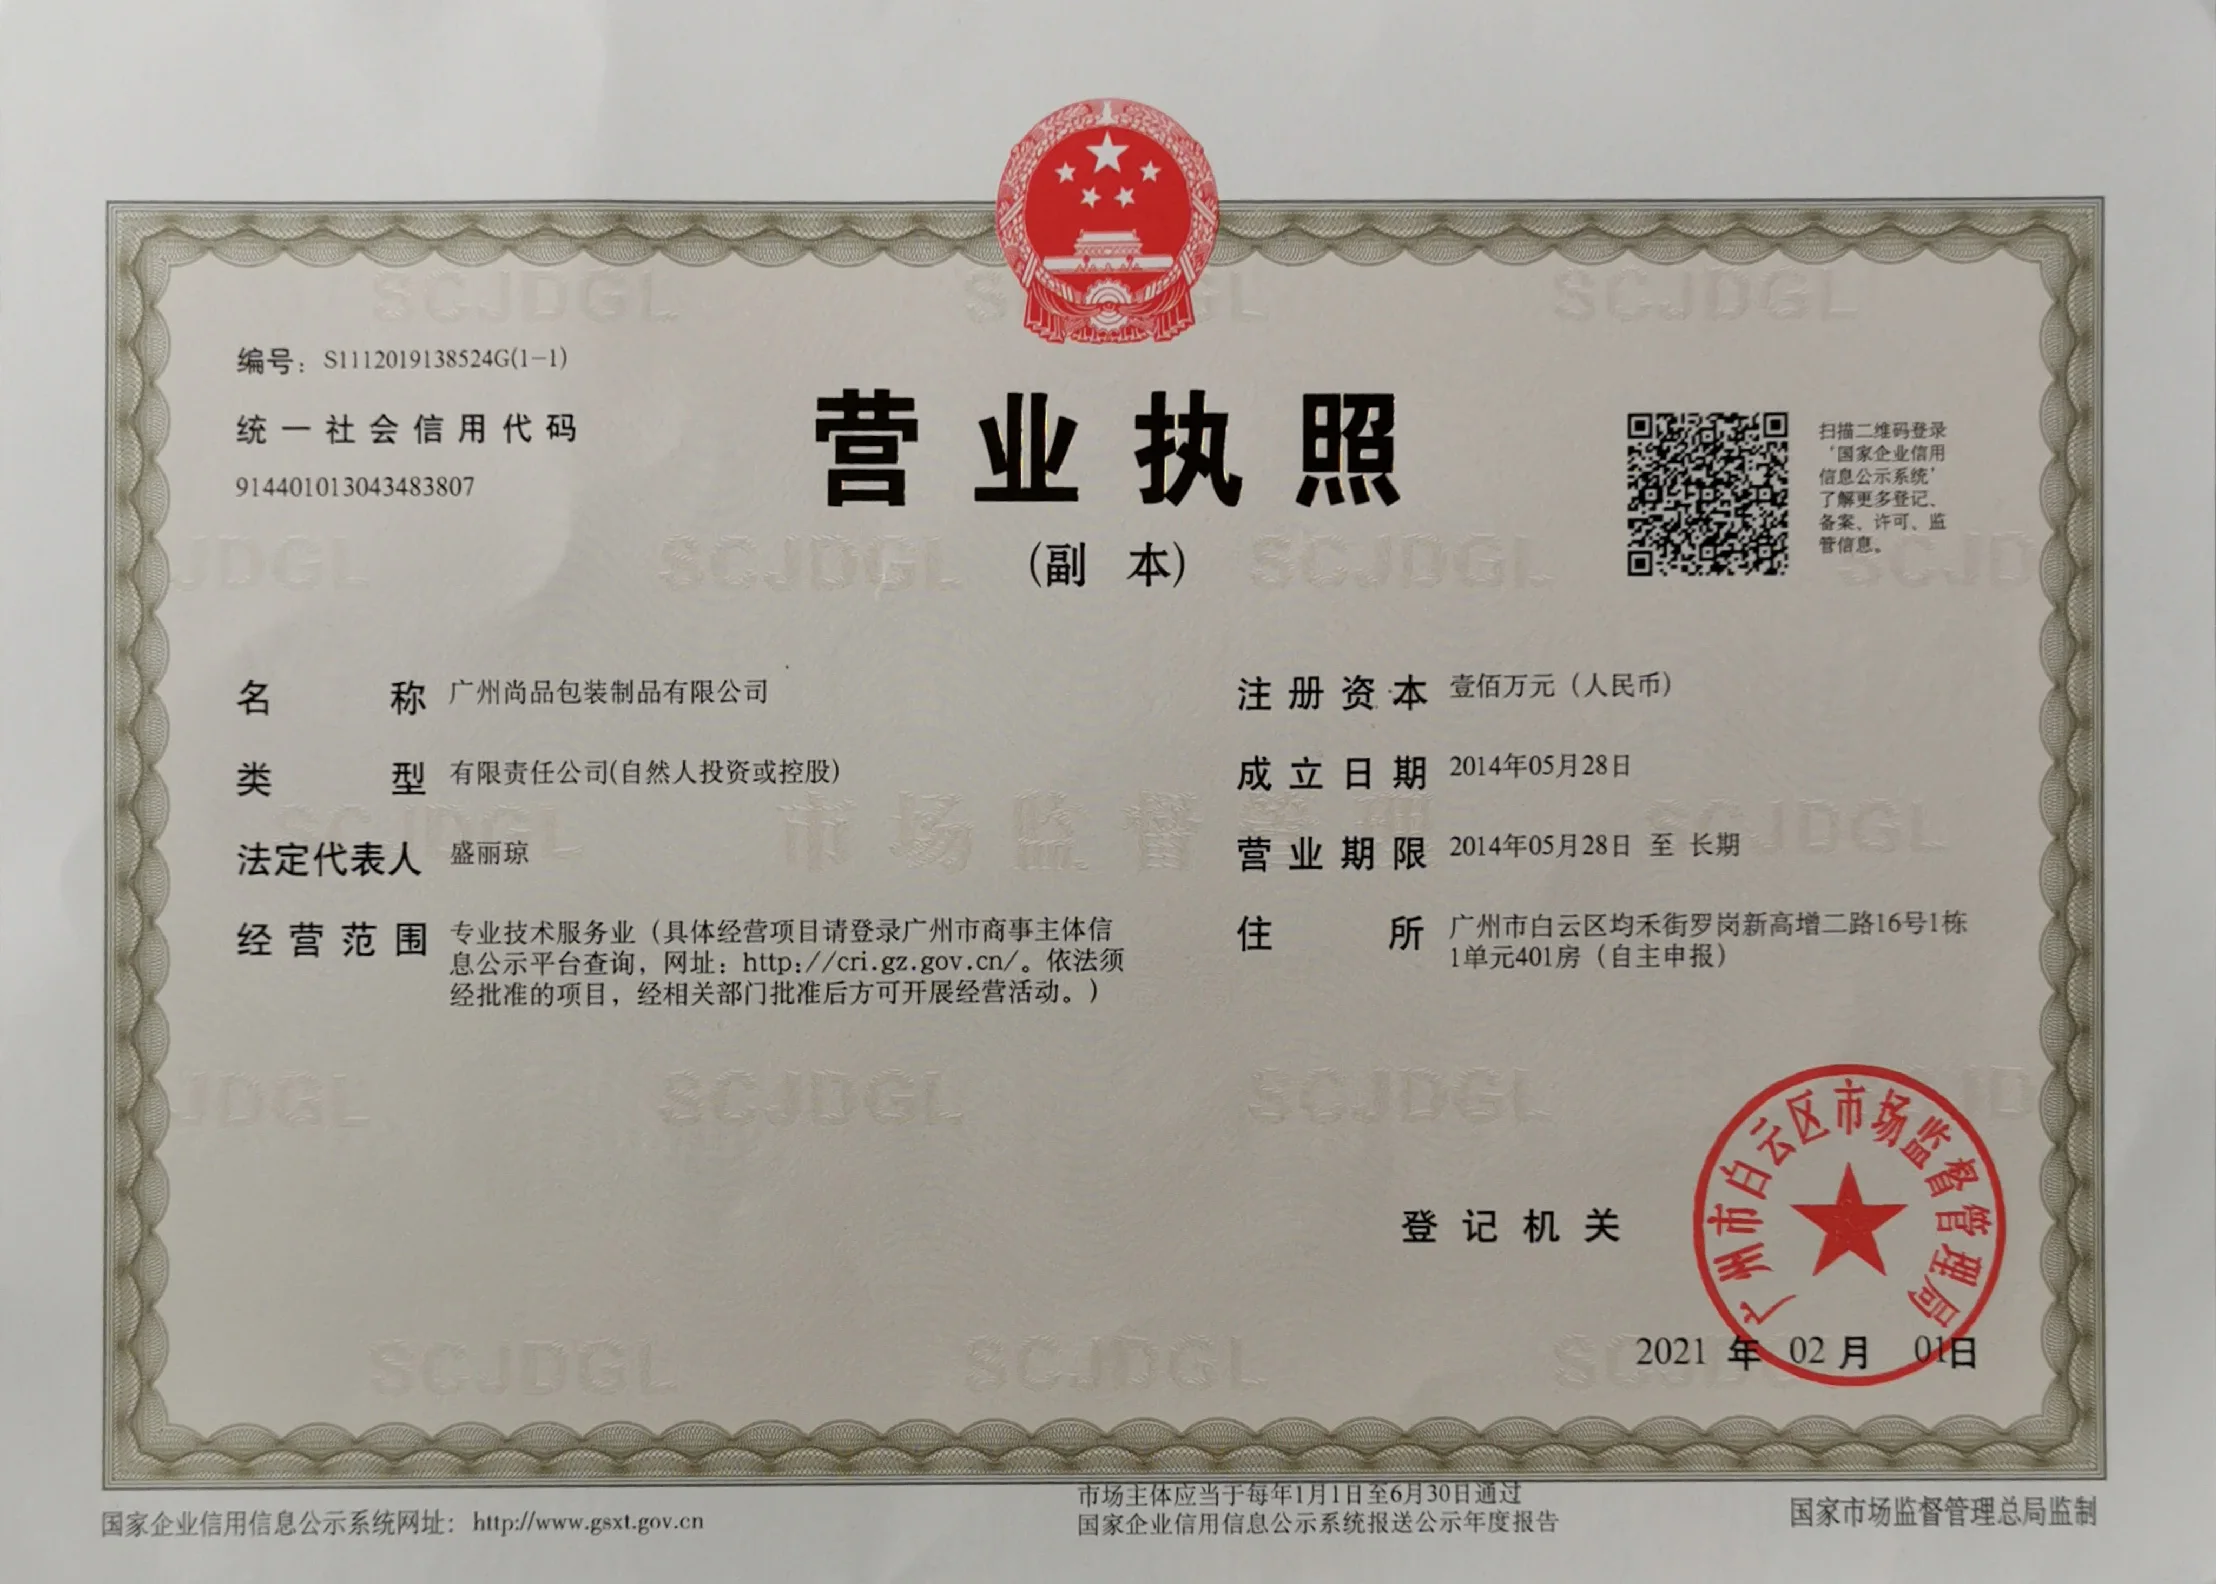 编号：S1112019138524G(1-1)
统一社会信用代码
914401013043483807
营业执照
(副 本)
扫描二维码登录
‘国家企业信用
信息公示系统’
了解更多登记、
备案、许可、监
管信息。
名 称 广州尚品包装制品有限公司
类 型 有限责任公司(自然人投资或控股)
法定代表人 盛丽琼
经营范围 专业技术服务业（具体经营项目请登录广州市商事主体信
息公示平台查询，网址：http://cri.gz.gov.cn/。依法须
经批准的项目，经相关部门批准后方可开展经营活动。）
注册资本 壹佰万元（人民币）
成立日期 2014年05月28日
营业期限 2014年05月28日 至 长期
住 所 广州市白云区均禾街罗岗新高增二路16号1栋
1单元401房（自主申报）
SCJDGL
市场监督管理
登记机关
广州市白云区市场监督管理局
2021 年 02 月 01日
国家企业信用信息公示系统网址：http://www.gsxt.gov.cn
市场主体应当于每年1月1日至6月30日通过
国家企业信用信息公示系统报送公示年度报告
国家市场监督管理总局监制